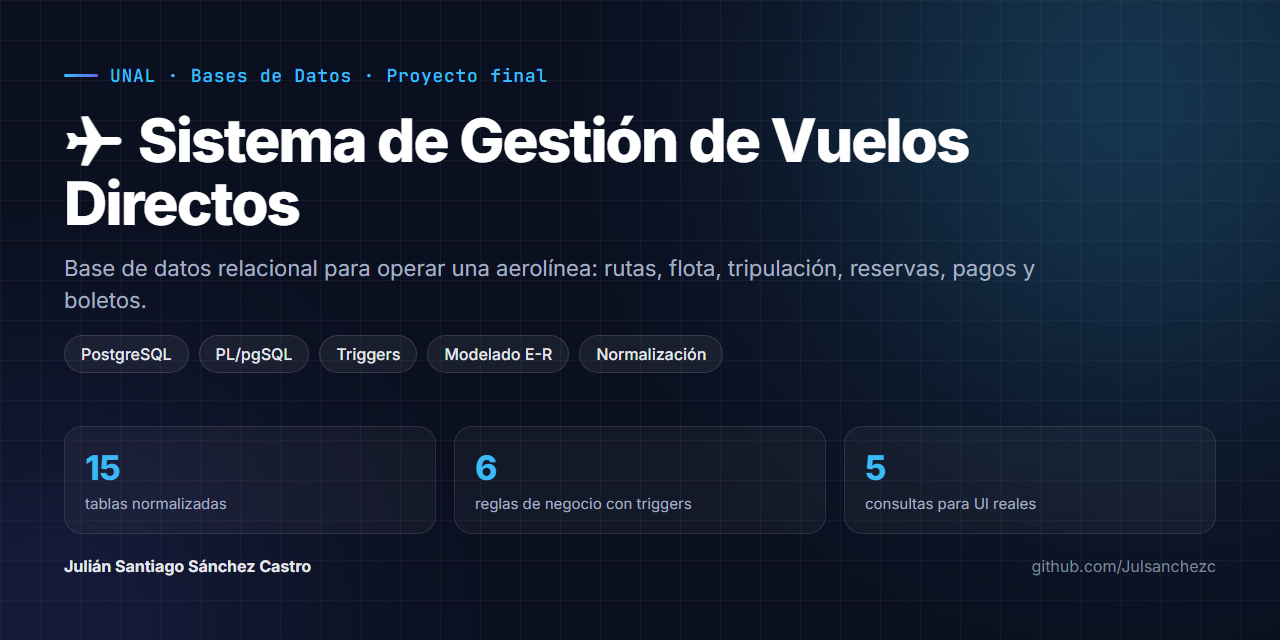 UNAL · Bases de Datos · Proyecto final
✈ Sistema de Gestión de Vuelos
Directos
Base de datos relacional para operar una aerolínea: rutas, flota, tripulación, reservas, pagos y
boletos.
PostgreSQL PL/pgSQL Triggers Modelado E-R Normalización
15 6 5
tablas normalizadas reglas de negocio con triggers consultas para UI reales
Julián Santiago Sánchez Castro github.com/Julsanchezc